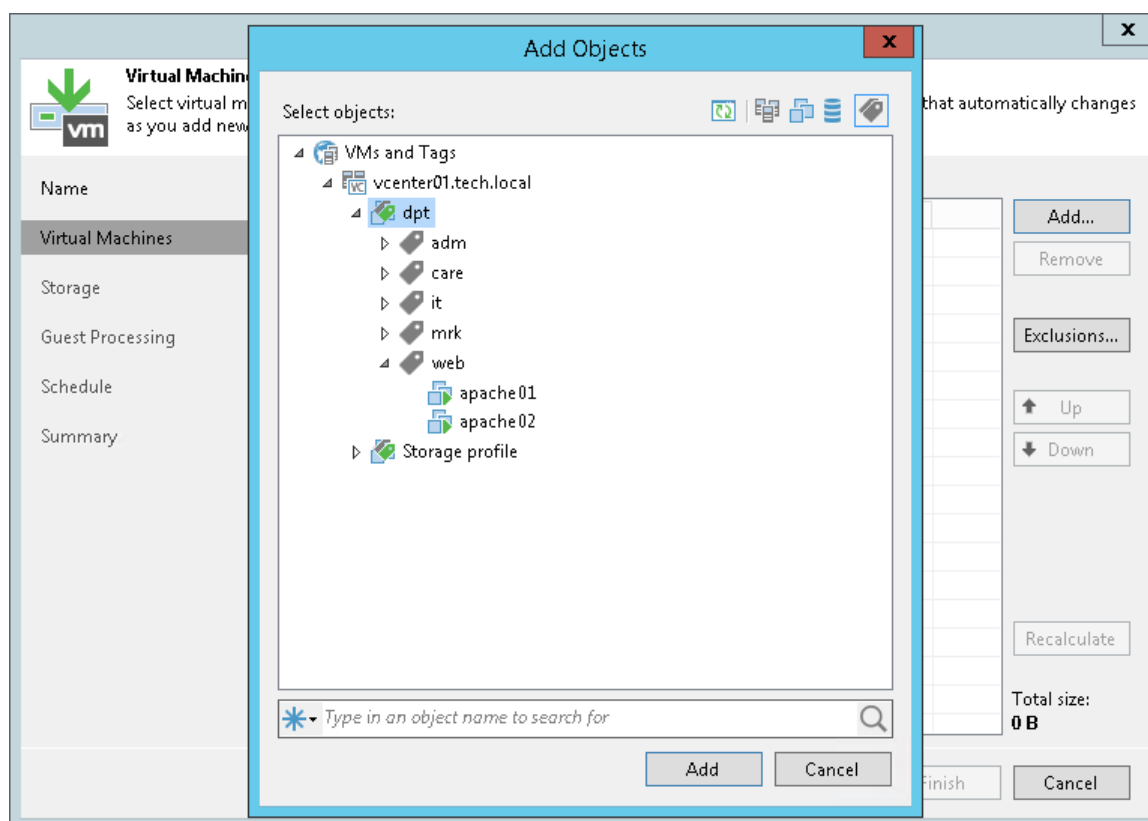 x
Add Objects
x
Virtual Machin
Select virtual m
as you add new
that automatically changes
vm
Select objects:
VMs and Tags
vcenter01.tech.local
VC
dpt
adm
care
it
mrk
web
apache01
apache02
Storage profile
Name
Virtual Machines
Storage
Guest Processing
Schedule
Summary
Add...
Remove
Exclusions...
Up
Down
Recalculate
Total size:
0 B
Type in an object name to search for
Add
Cancel
Finish
Cancel